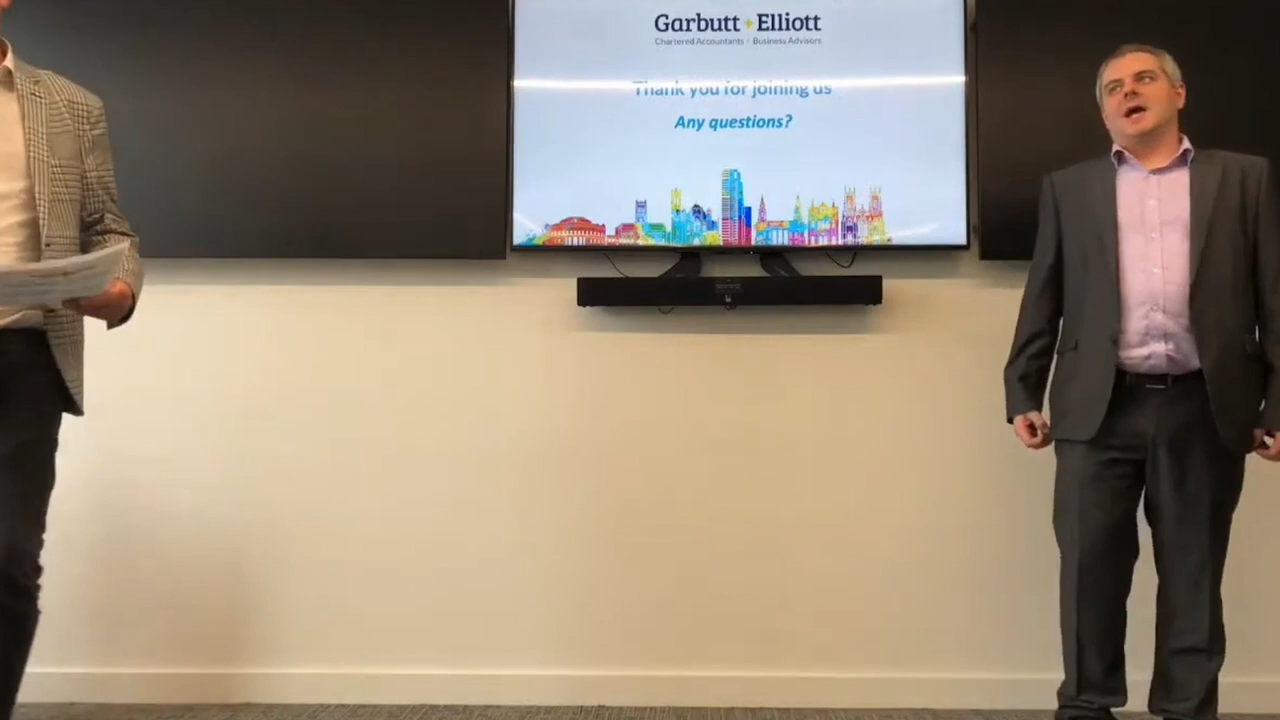 Garbutt + Elliott
Chartered Accountants + Business Advisors
Thank you for joining us
Any questions?